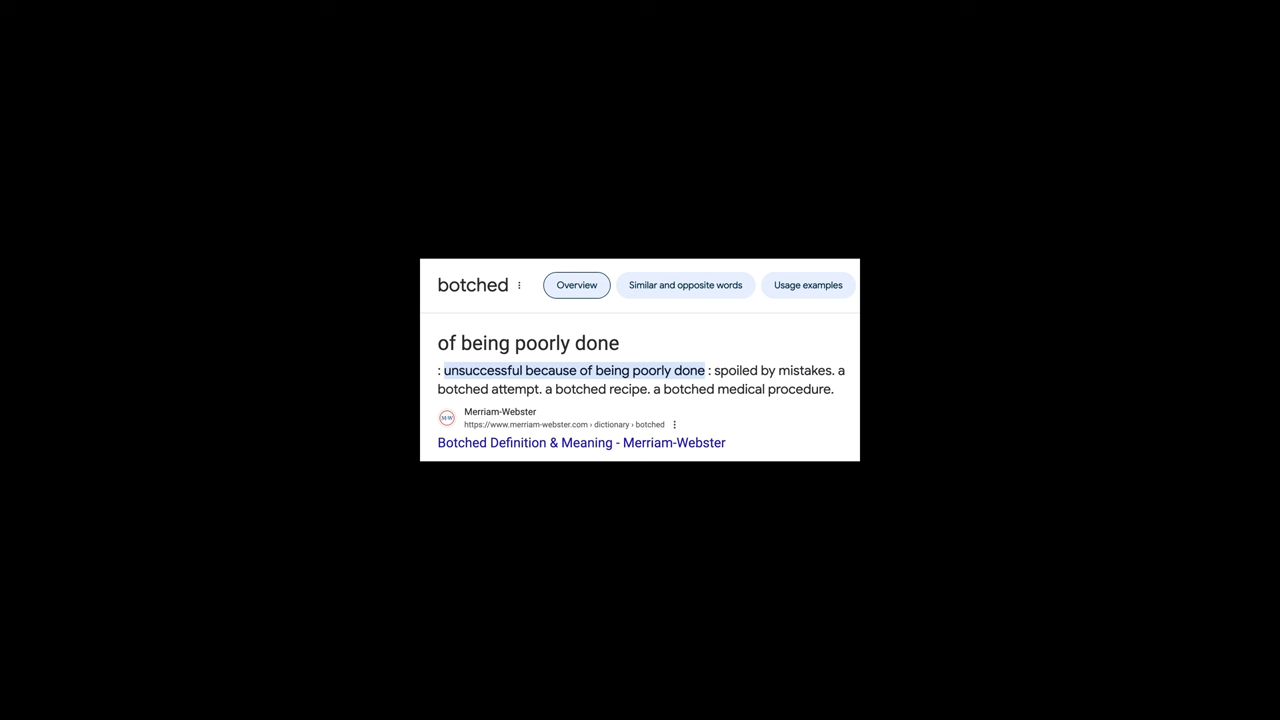 botched
Overview
Similar and opposite words
Usage examples
of being poorly done
: unsuccessful because of being poorly done : spoiled by mistakes. a
botched attempt. a botched recipe. a botched medical procedure.
M-W
Merriam-Webster
https://www.merriam-webster.com › dictionary › botched
Botched Definition & Meaning - Merriam-Webster